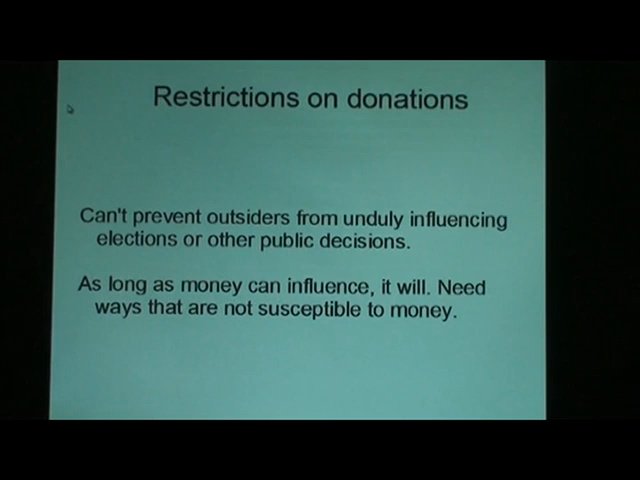 Restrictions on donations
Can't prevent outsiders from unduly influencing
elections or other public decisions.
As long as money can influence, it will. Need
ways that are not susceptible to money.